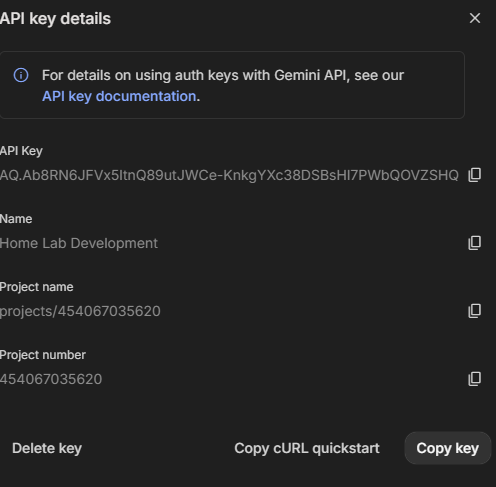 API key details
For details on using auth keys with Gemini API, see our
API key documentation.
API Key
AQ.Ab8RN6JFVx5ItnQ89utJWCe-KnkgYXc38DSBsHI7PWbQOVZSHQ
Name
Home Lab Development
Project name
projects/454067035620
Project number
454067035620
Delete key
Copy cURL quickstart
Copy key